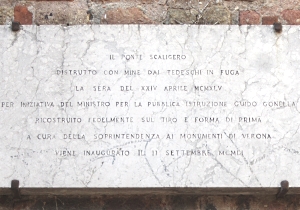 IL PONTE SCALIGERO
DISTRUTTO CON MINE DAI TEDESCHI IN FUGA
LA SERA DEL XXIV APRILE MCMXLV
PER INIZIATIVA DEL MINISTRO PER LA PUBBLICA ISTRUZIONE GUIDO GONELLA
RICOSTRUITO FEDELMENTE SUL TIRO E FORMA DI PRIMA
A CURA DELLA SOPRINTENDENZA AI MONUMENTI DI VERONA
VIENE INAUGURATO IL II SETTEMBRE MCMLI